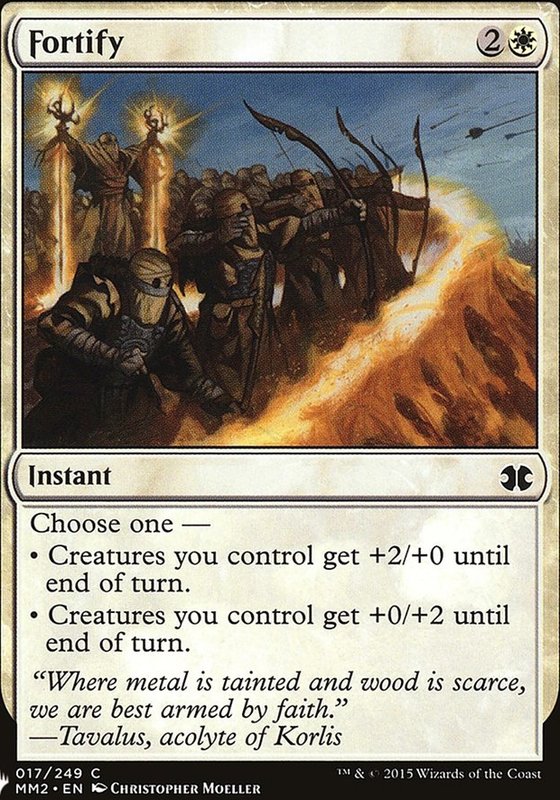 Fortify 2
Instant
Choose one —
• Creatures you control get +2/+0 until
end of turn.
• Creatures you control get +0/+2 until
end of turn.
“Where metal is tainted and wood is scarce,
we are best armed by faith.”
—Tavalus, acolyte of Korlis
017/249 C
MM2 • EN Christopher Moeller
™ & © 2015 Wizards of the Coast